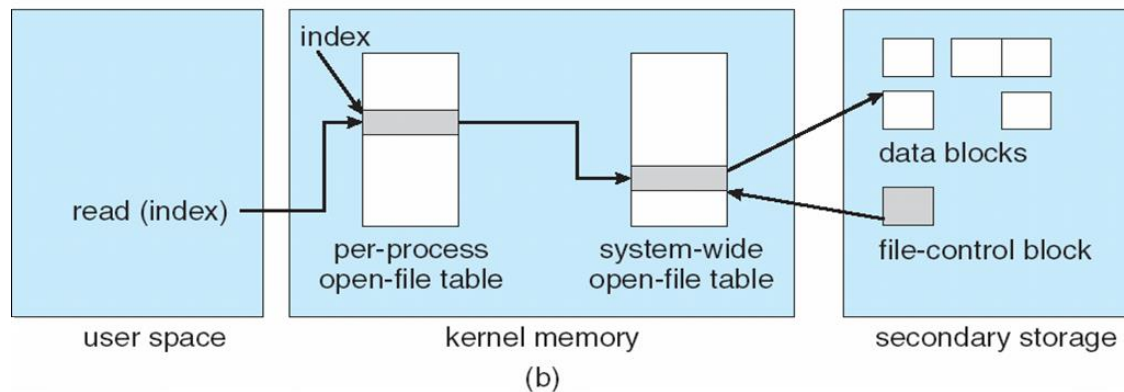 index
read (index)
per-process
open-file table
system-wide
open-file table
data blocks
file-control block
user space
kernel memory
secondary storage
(b)